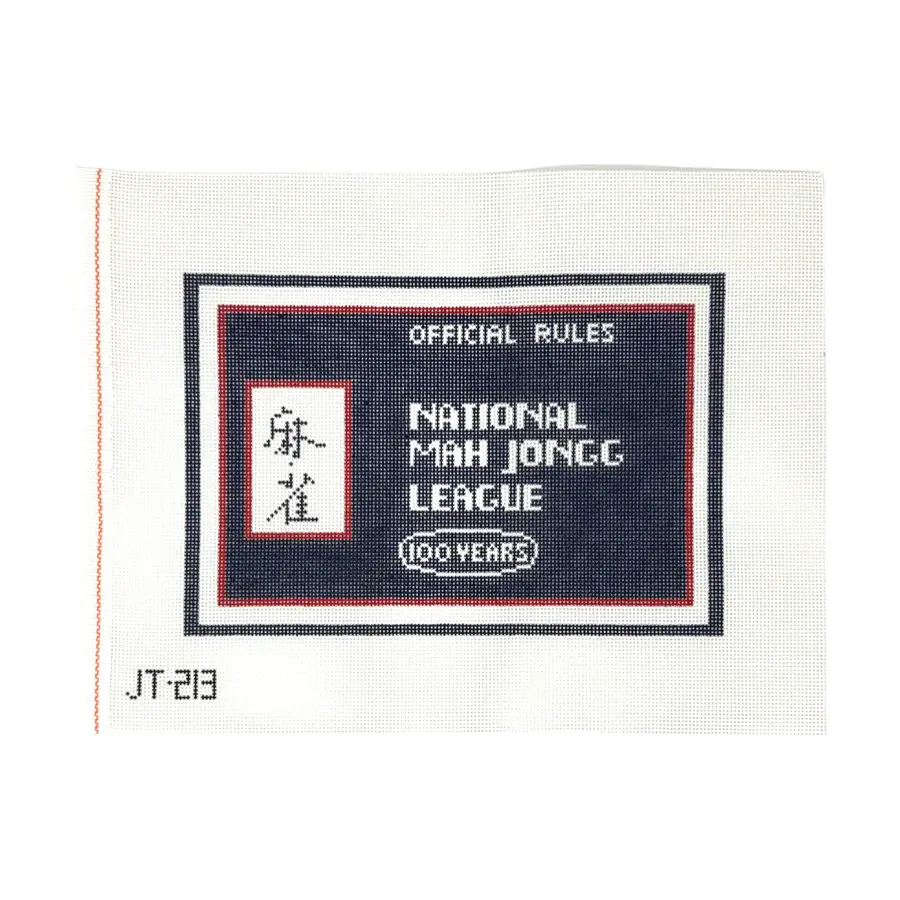 OFFICIAL RULES
麻雀
NATIONAL
MAH JONGG
LEAGUE
100 YEARS
JT-213